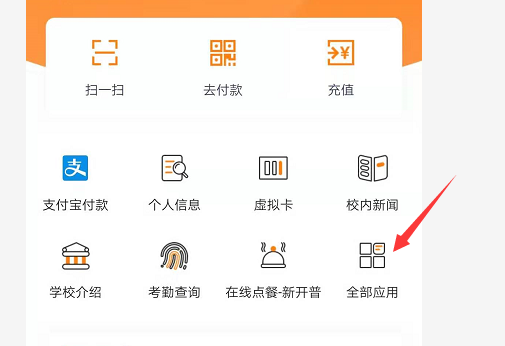 扫一扫 去付款 充值
支 ¥
支付宝付款 个人信息 虚拟卡 校内新闻
学校介绍 考勤查询 在线点餐-新开普 全部应用